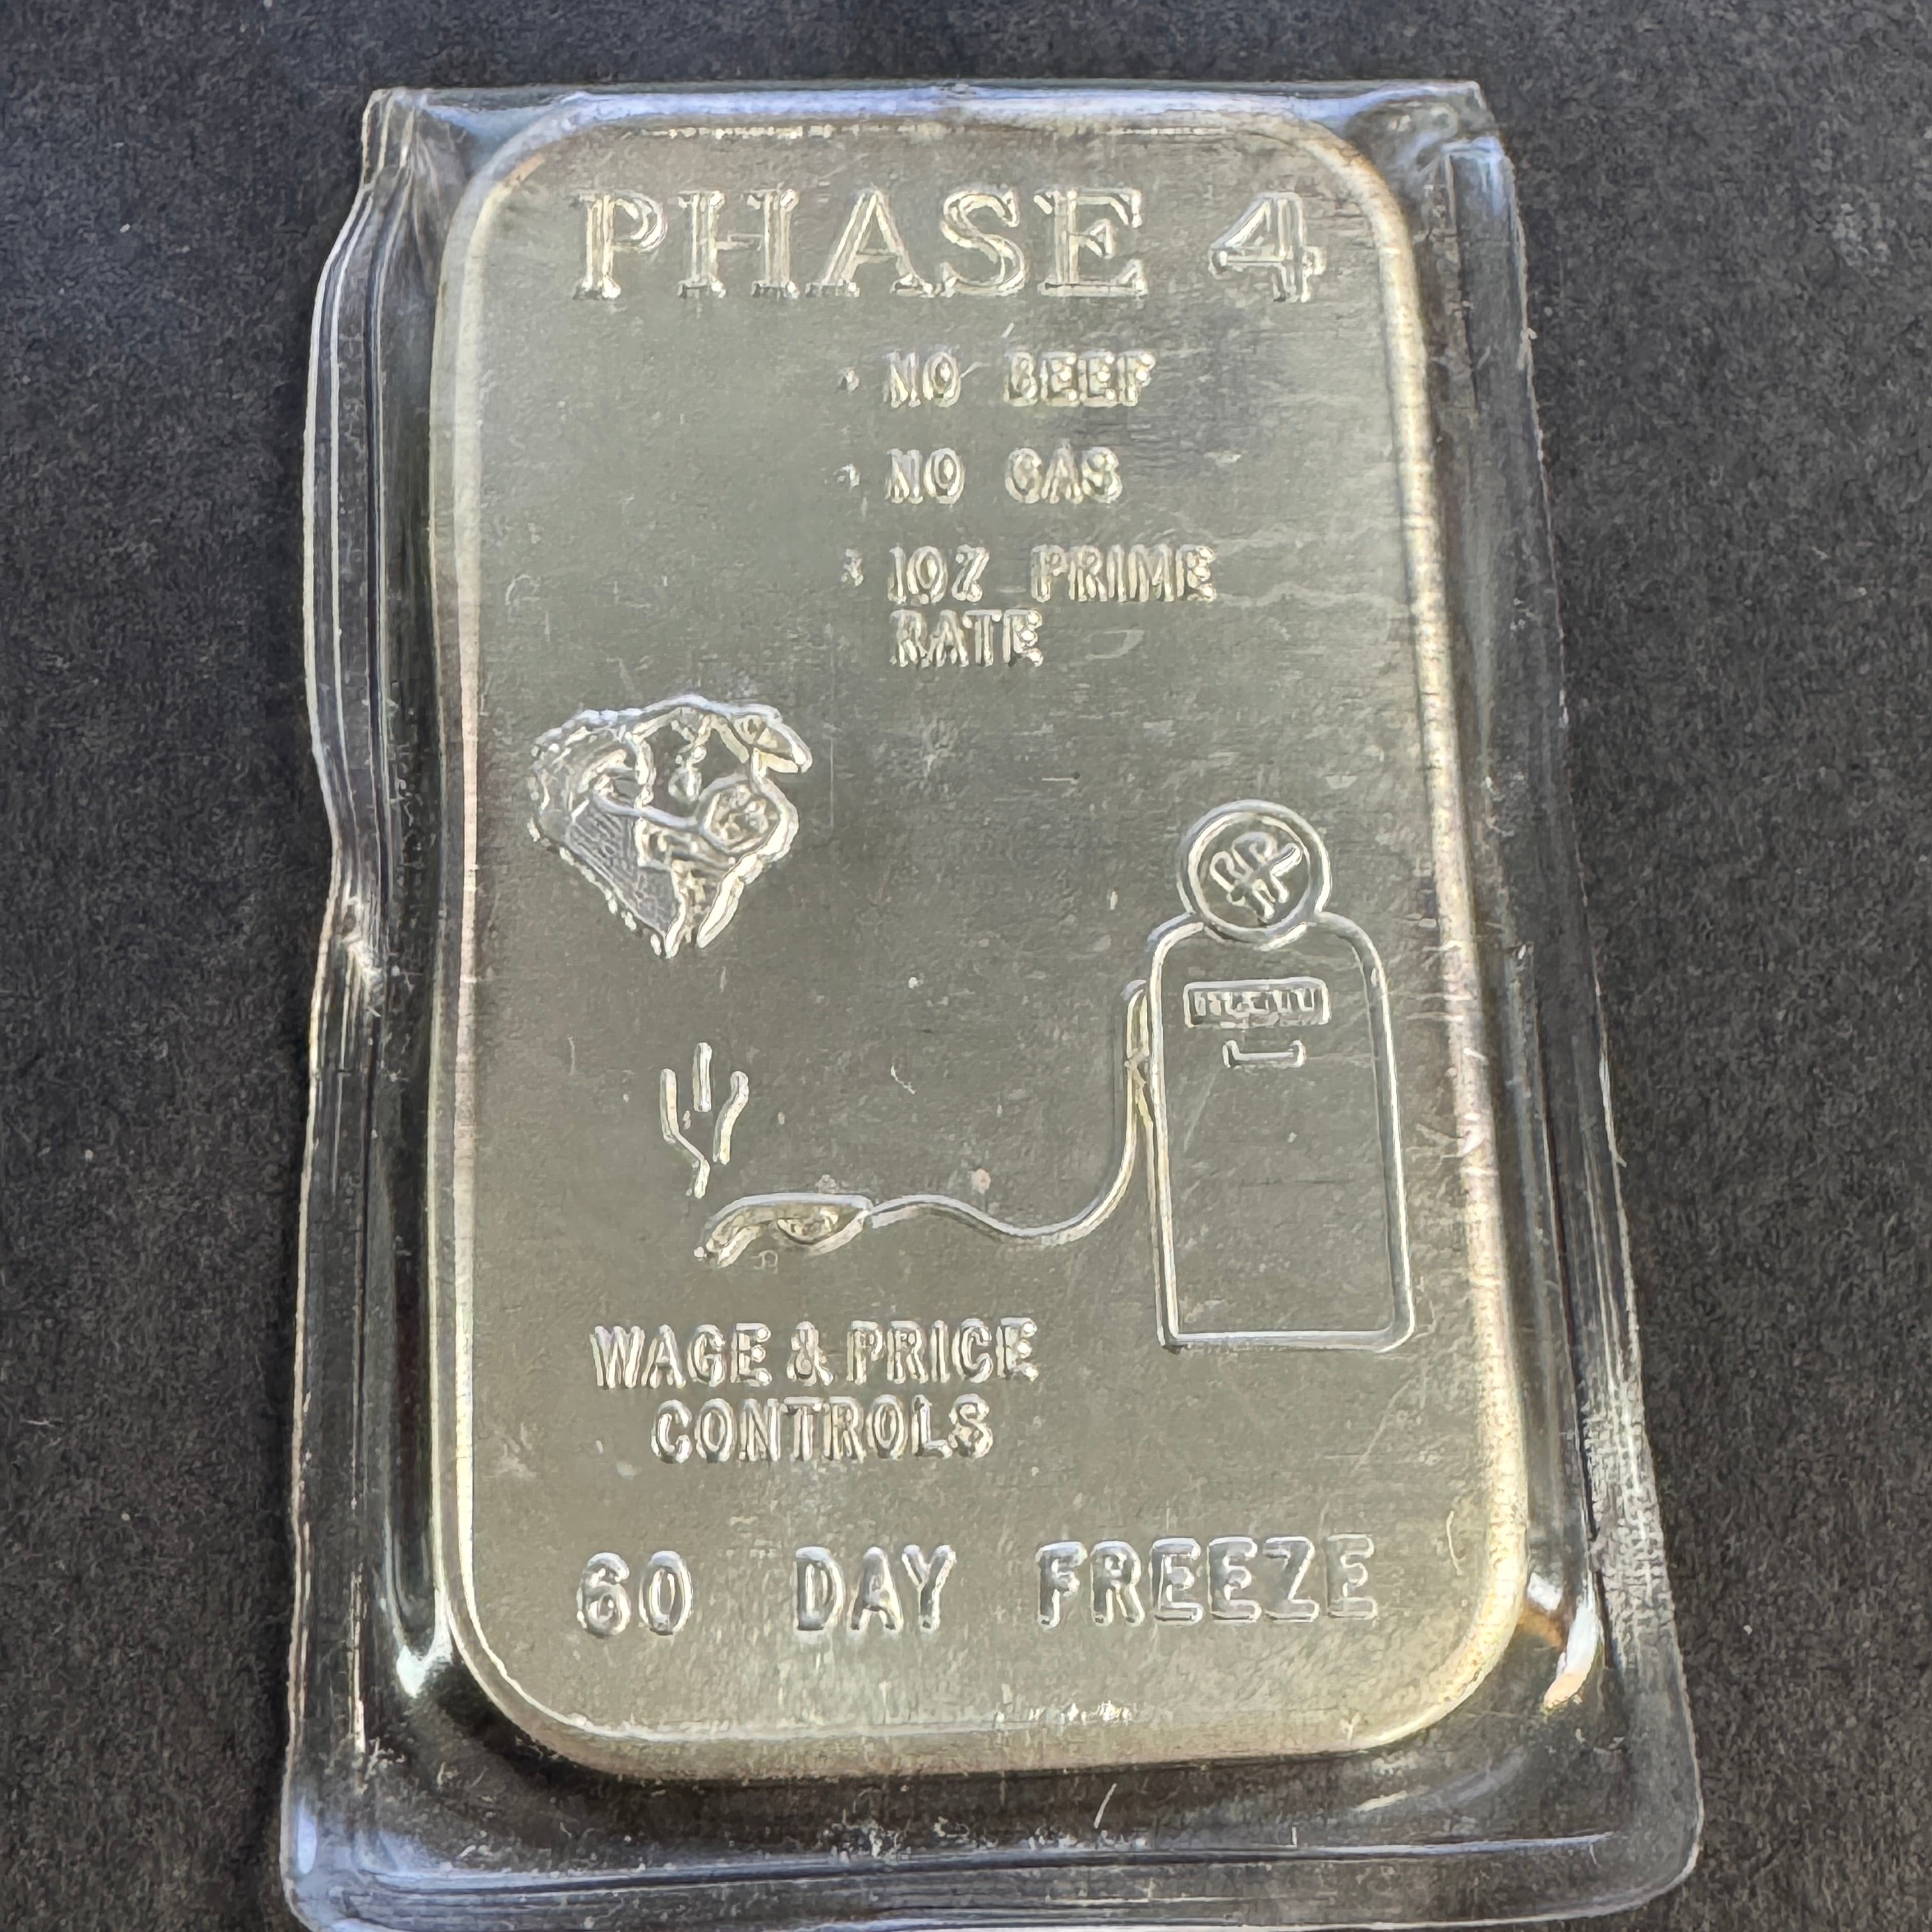 PHASE 4
· NO BEEF
· NO GAS
· 10% PRIME
RATE
WAGE & PRICE
CONTROLS
60 DAY FREEZE